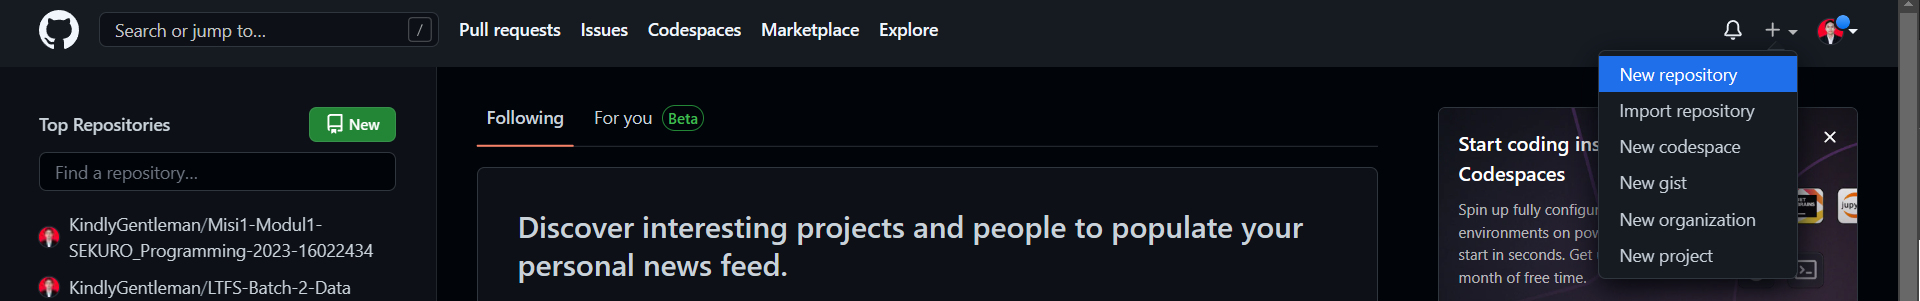 Search or jump to...
/
Pull requests
Issues
Codespaces
Marketplace
Explore
New repository
Import repository
New codespace
New gist
New organization
New project
Top Repositories
New
Find a repository...
KindlyGentleman/Misi1-Modul1-
SEKURO_Programming-2023-16022434
KindlyGentleman/LTFS-Batch-2-Data
Following
For you
Beta
Discover interesting projects and people to populate your
personal news feed.
Start coding
Codespaces
Spin up fully
environments on
start in seconds. Get
month of free time.